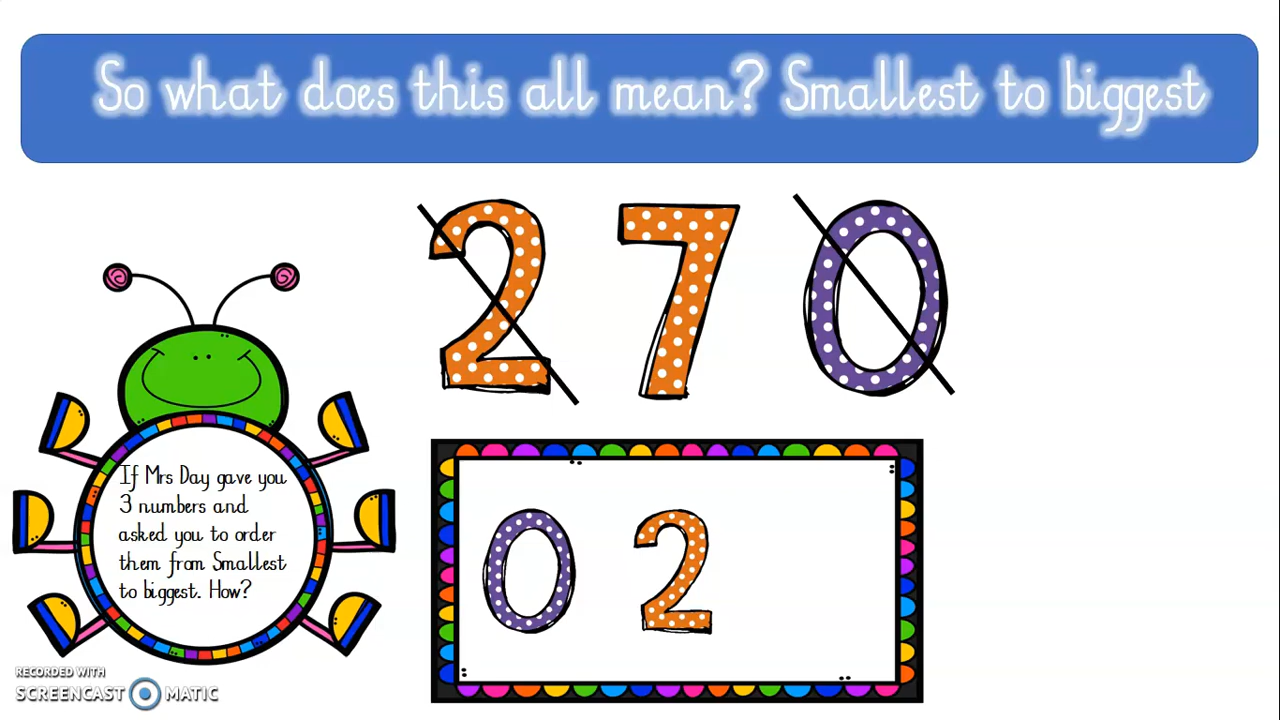 So what does this all mean? Smallest to biggest
2 7 0
If Mrs Day gave you
3 numbers and
asked you to order
them from Smallest
to biggest. How?
0 2
RECORDED WITH
SCREENCAST MATIC